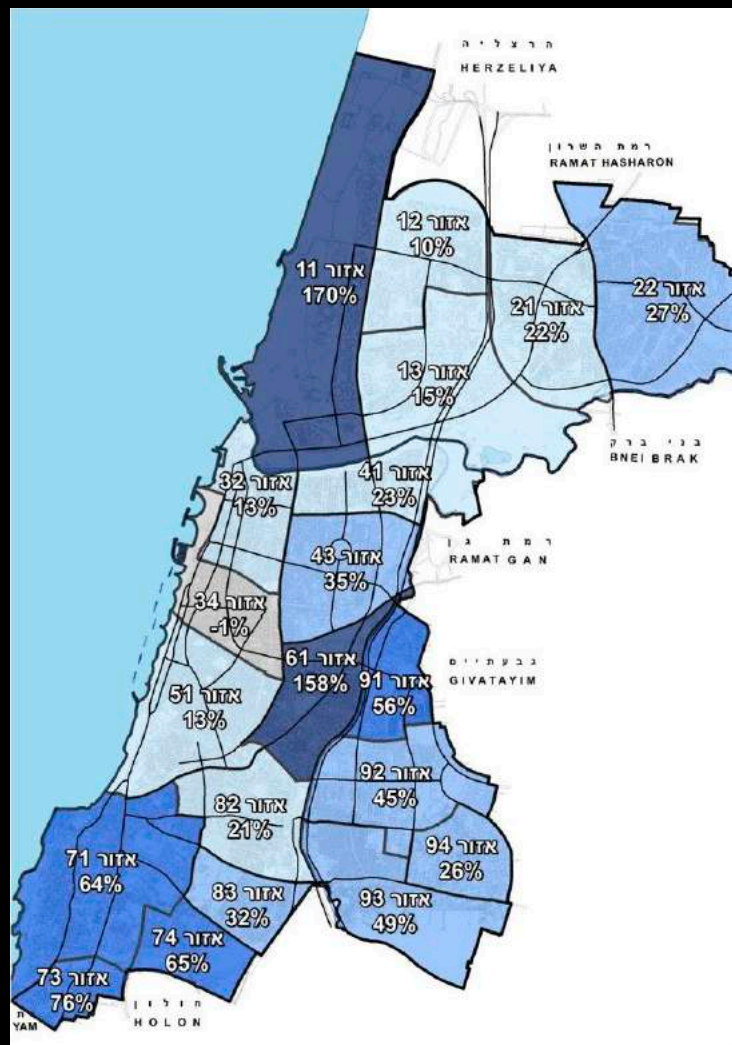 הרצליה
HERZELIYA
רמת השרון
RAMAT HASHARON
אזור 12
10%
אזור 11
170%
אזור 22
27%
אזור 21
22%
אזור 13
15%
בני ברק
BNEI BRAK
אזור 41
23%
אזור 32
13%
רמת גן
RAMAT GAN
אזור 43
35%
אזור 34
-1%
גבעתיים
GIVATAYIM
אזור 61
158%
אזור 91
56%
אזור 51
13%
אזור 92
45%
אזור 82
21%
אזור 94
26%
אזור 71
64%
אזור 83
32%
אזור 93
49%
אזור 74
65%
אזור 73
76%
חולון
HOLON
ת
YAM